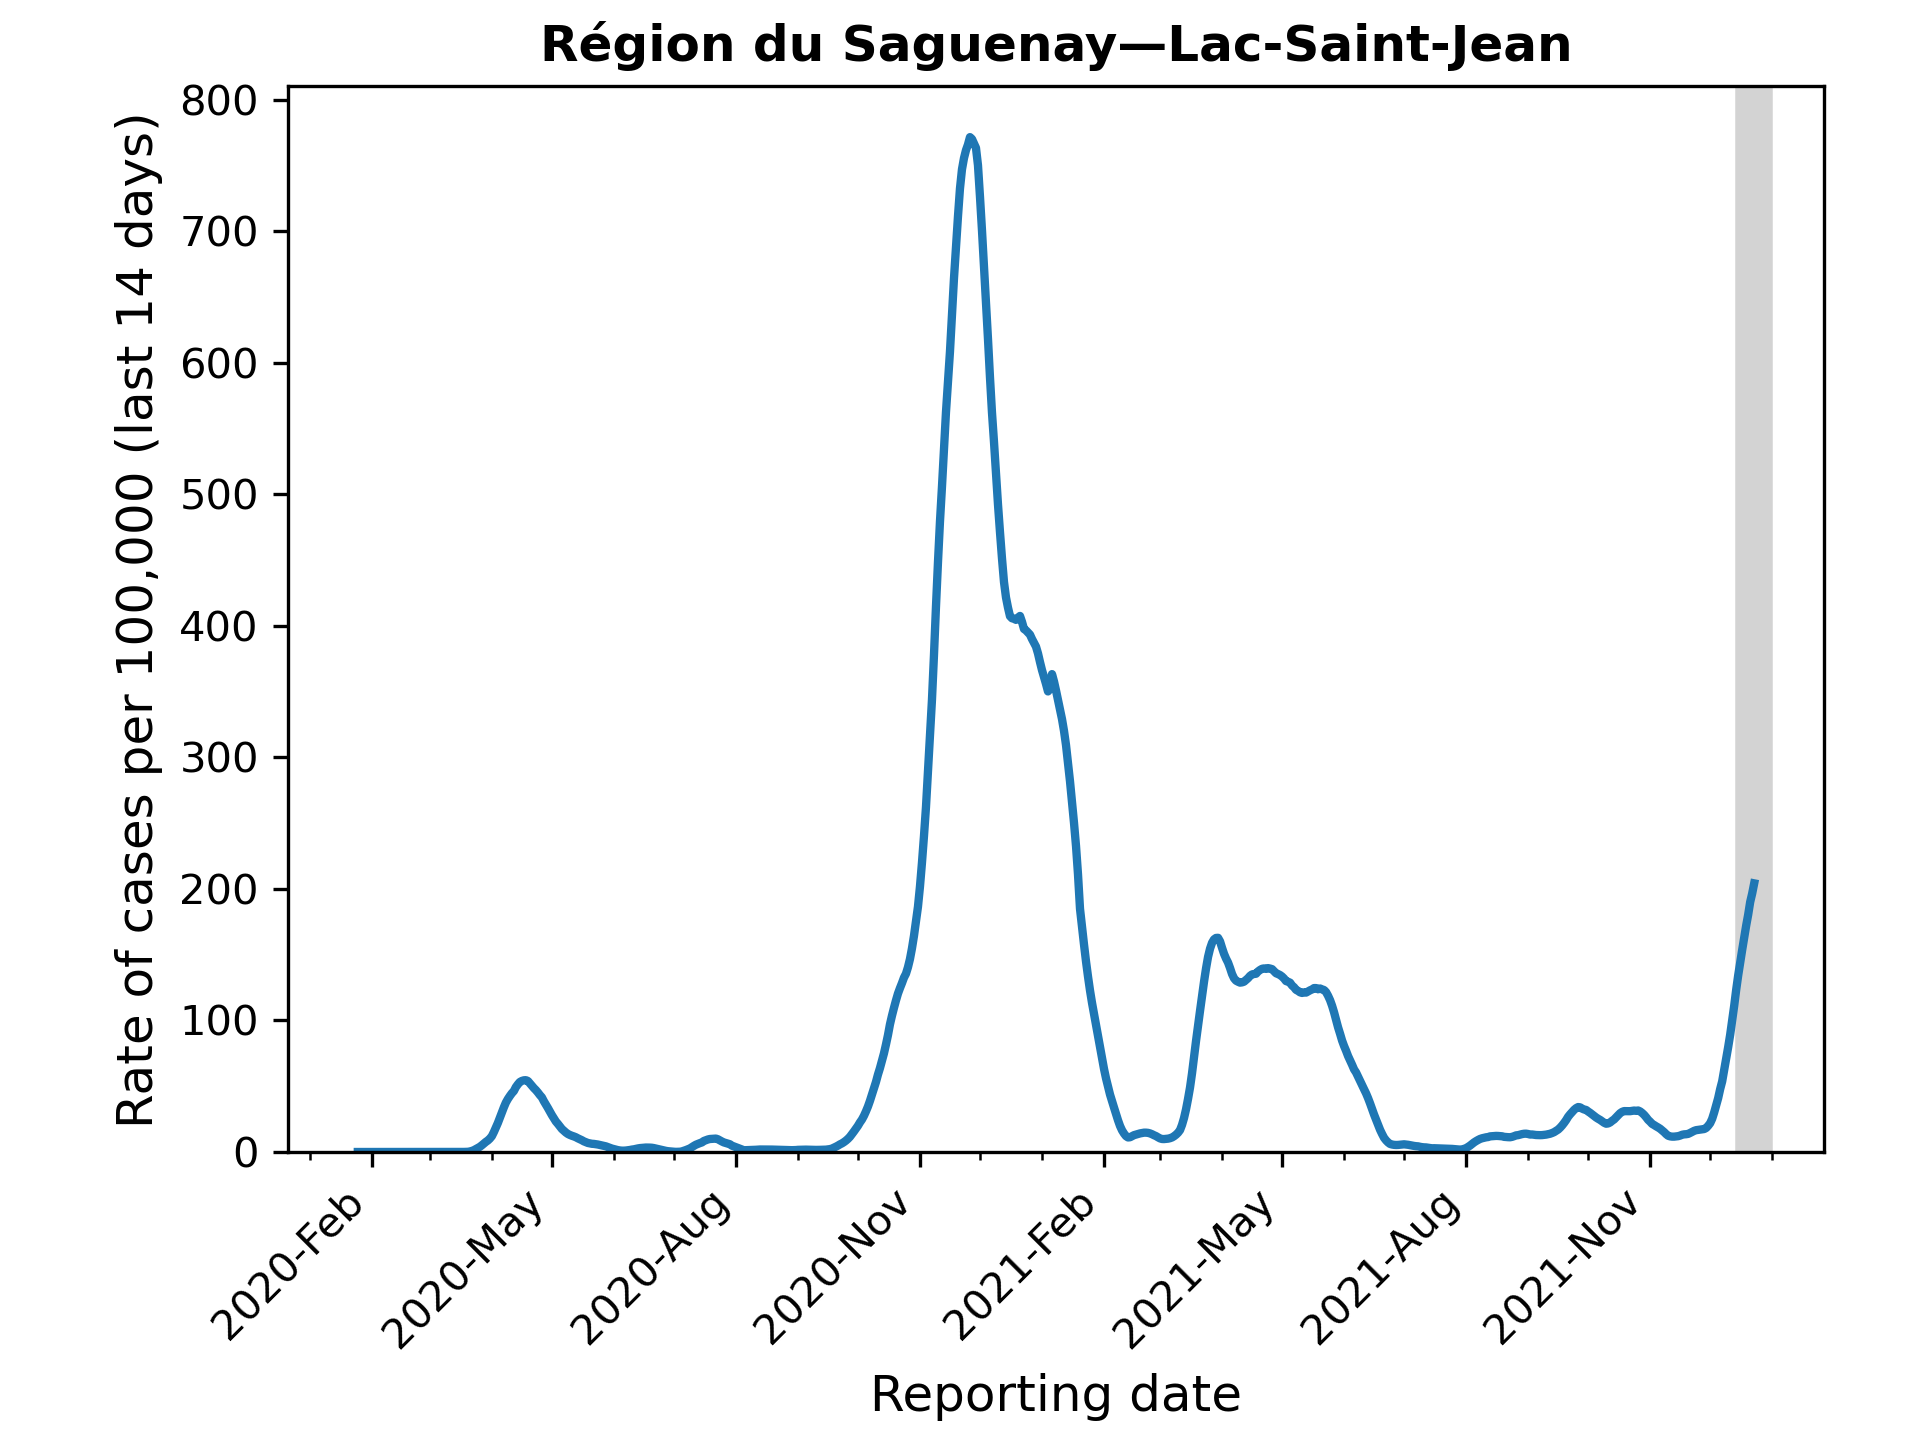 Région du Saguenay—Lac-Saint-Jean
Rate of cases per 100,000 (last 14 days)
800
700
600
500
400
300
200
100
0
2020-Feb
2020-May
2020-Aug
2020-Nov
2021-Feb
2021-May
2021-Aug
2021-Nov
Reporting date